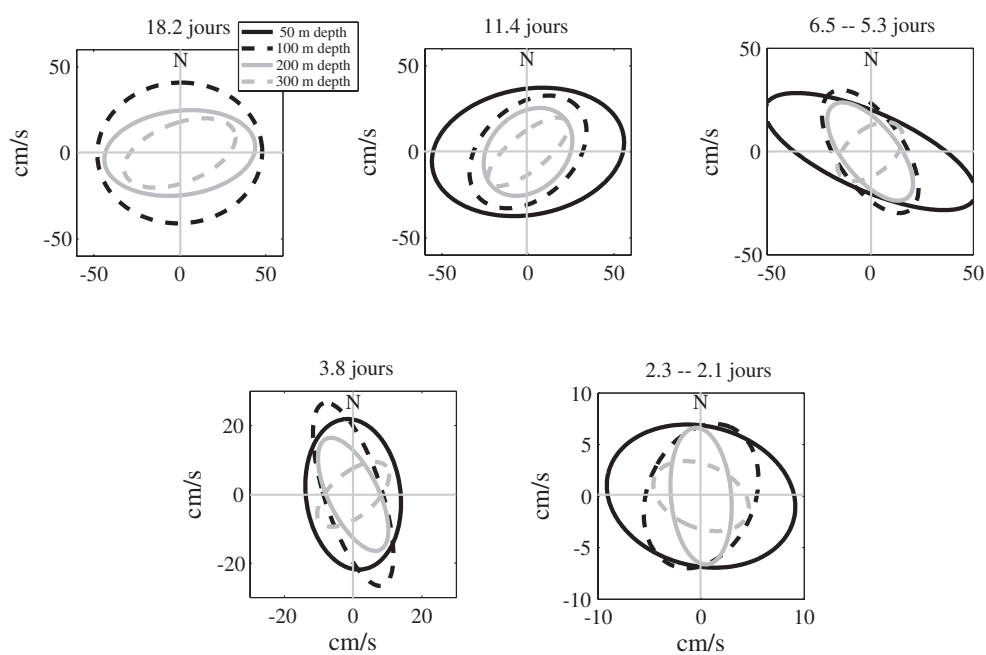 18.2 jours
50 m depth
100 m depth
200 m depth
300 m depth
N
50
0
-50
cm/s
-50
0
50
11.4 jours
N
50
0
-50
cm/s
-50
0
50
6.5 -- 5.3 jours
N
50
0
-50
cm/s
-50
0
50
3.8 jours
N
20
0
-20
cm/s
-20
0
20
cm/s
2.3 -- 2.1 jours
N
10
5
0
-5
-10
cm/s
-10
0
10
cm/s